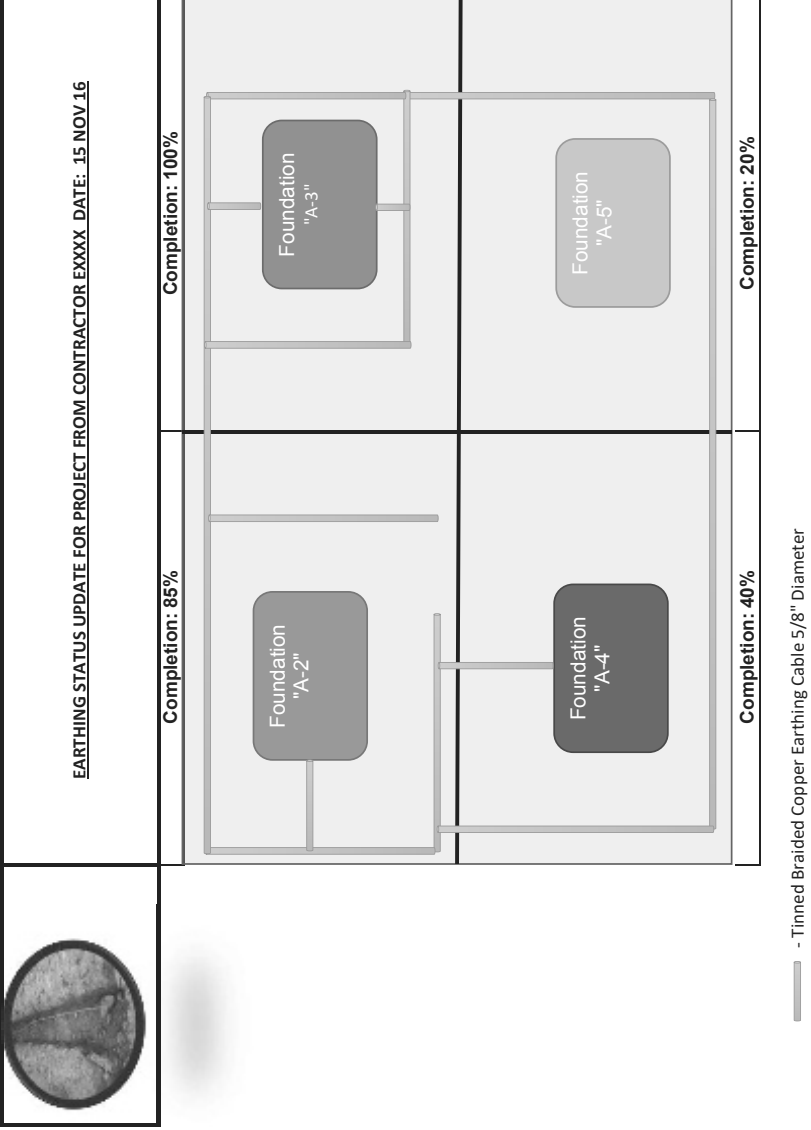 EARTHING STATUS UPDATE FOR PROJECT FROM CONTRACTOR EXXXX DATE: 15 NOV 16
Completion: 85%
Completion: 100%
Foundation
"A-2"
Foundation
"A-3"
Foundation
"A-4"
Foundation
"A-5"
Completion: 40%
Completion: 20%
- Tinned Braided Copper Earthing Cable 5/8" Diameter